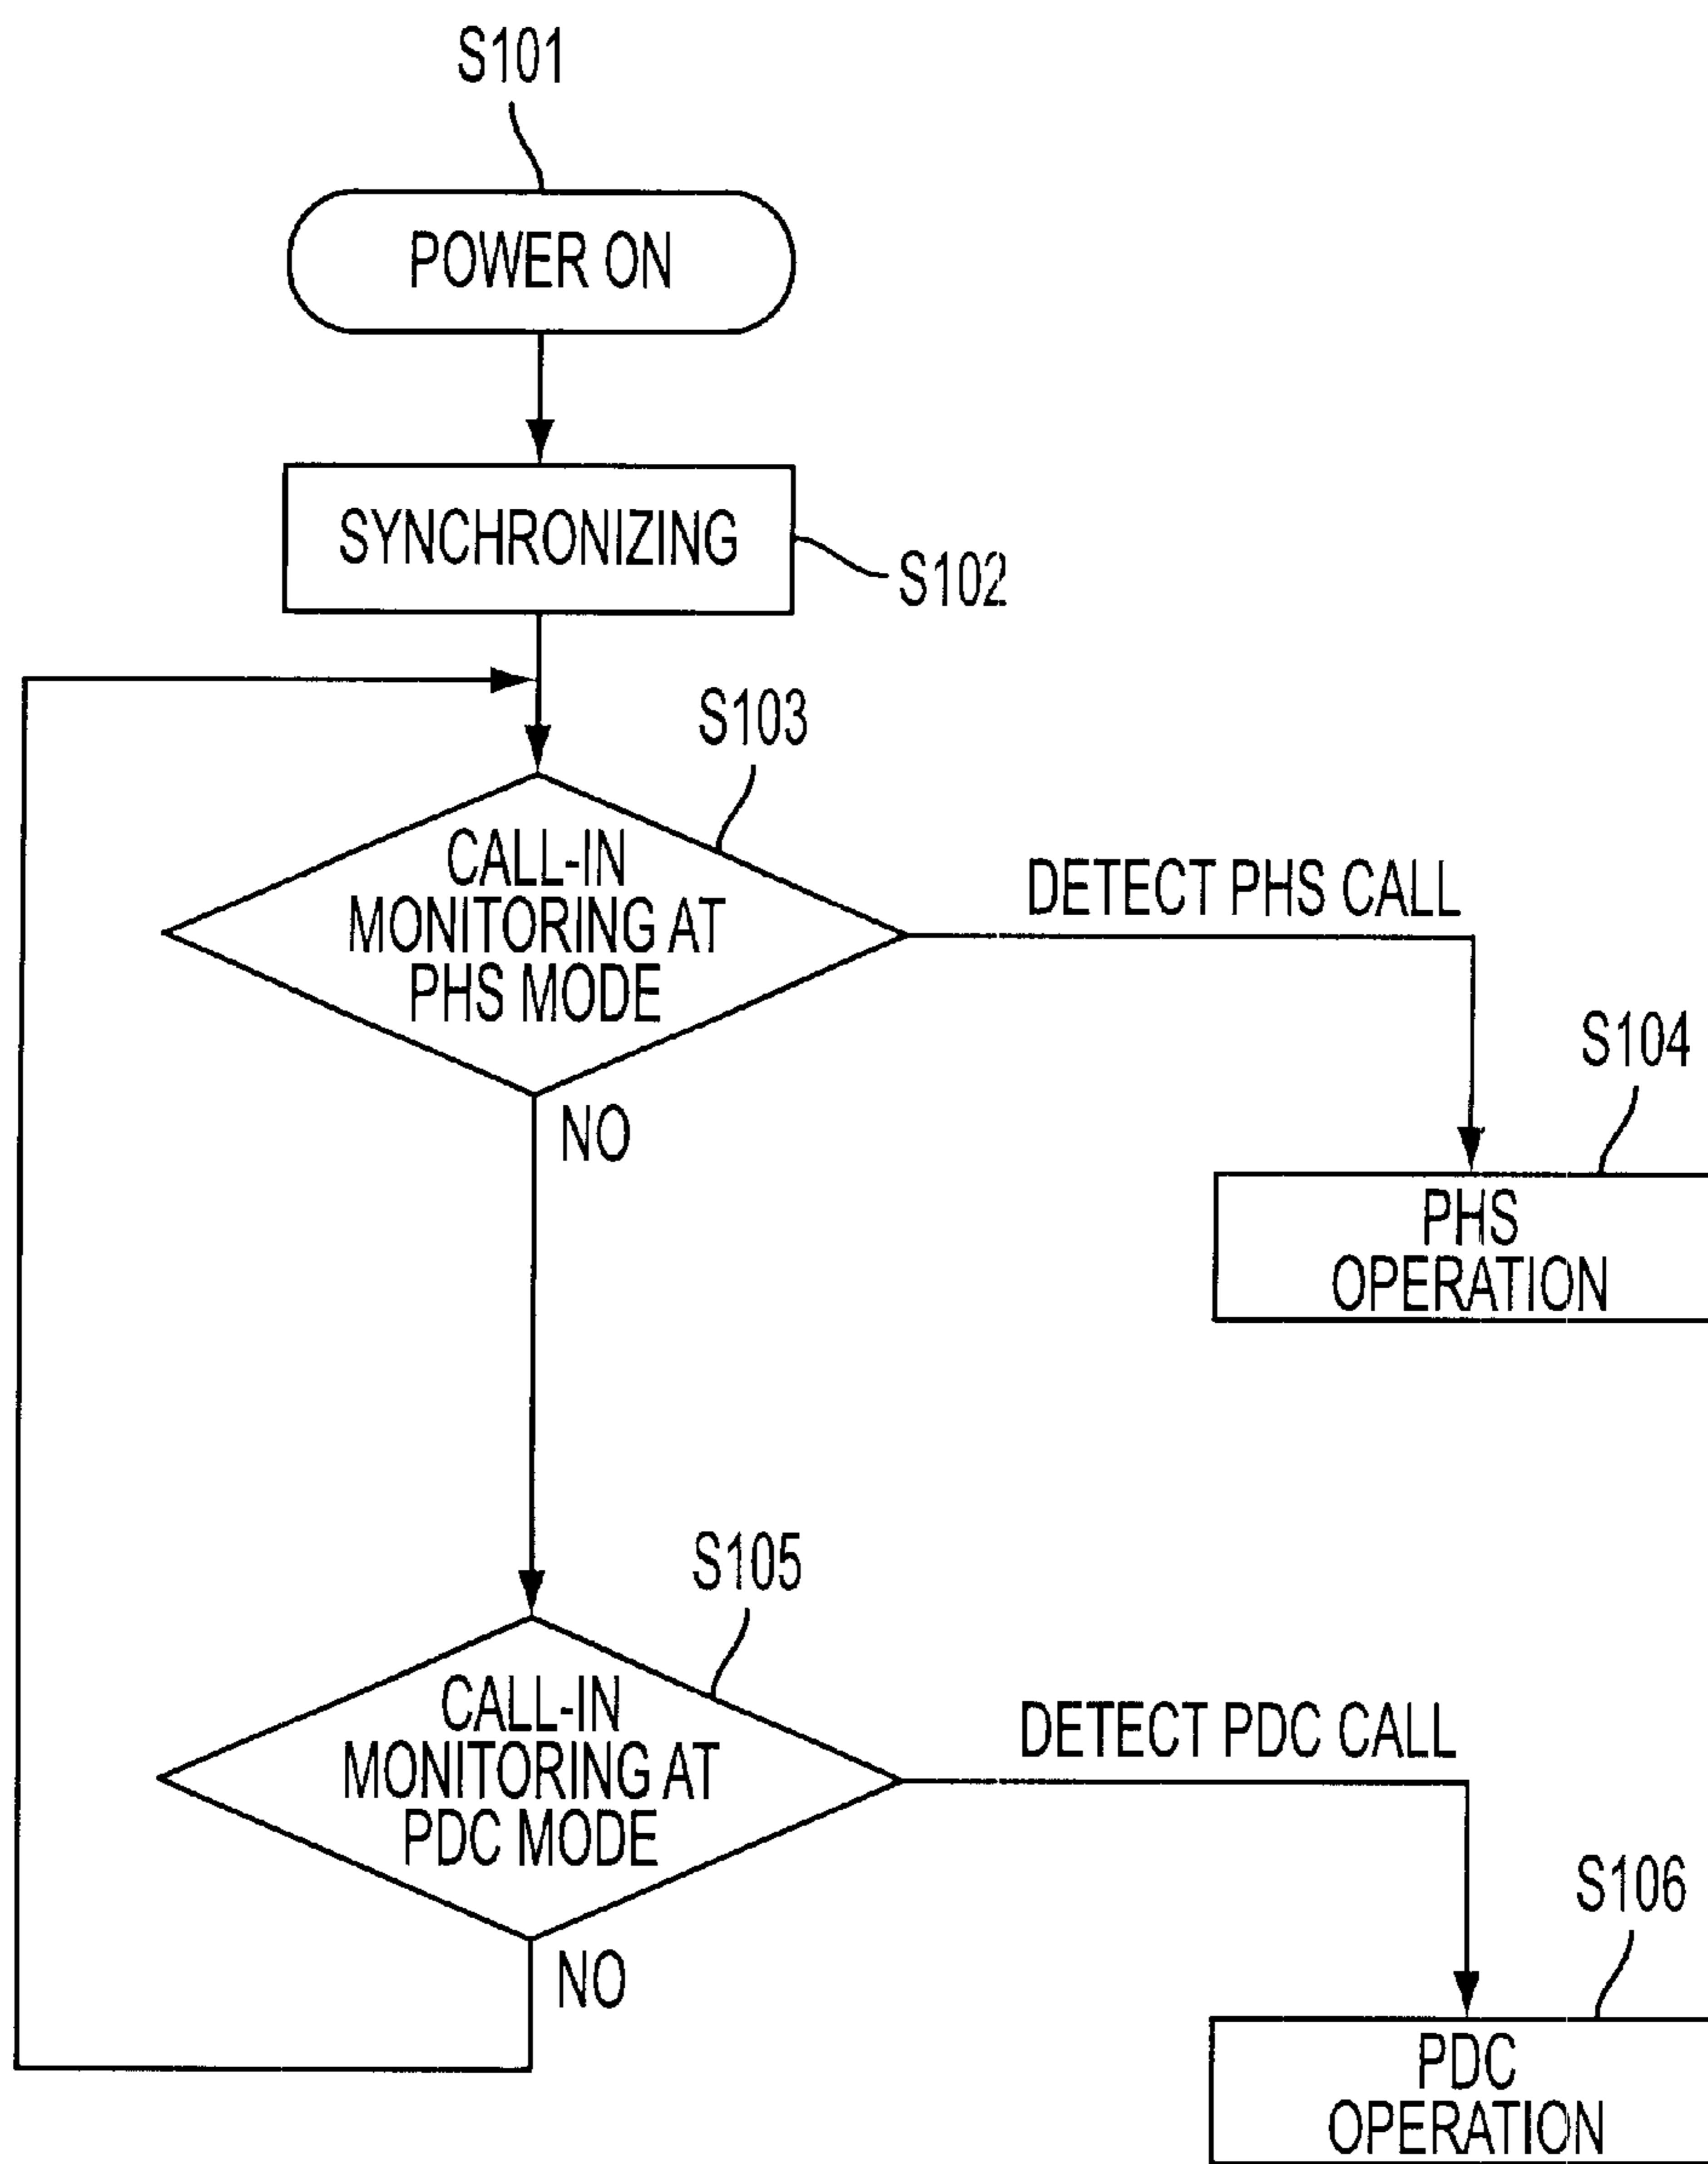 S101
POWER ON
SYNCHRONIZING
S102
S103
CALL-IN
MONITORING AT
PHS MODE
DETECT PHS CALL
NO
S104
PHS
OPERATION
S105
CALL-IN
MONITORING AT
PDC MODE
DETECT PDC CALL
NO
S106
PDC
OPERATION